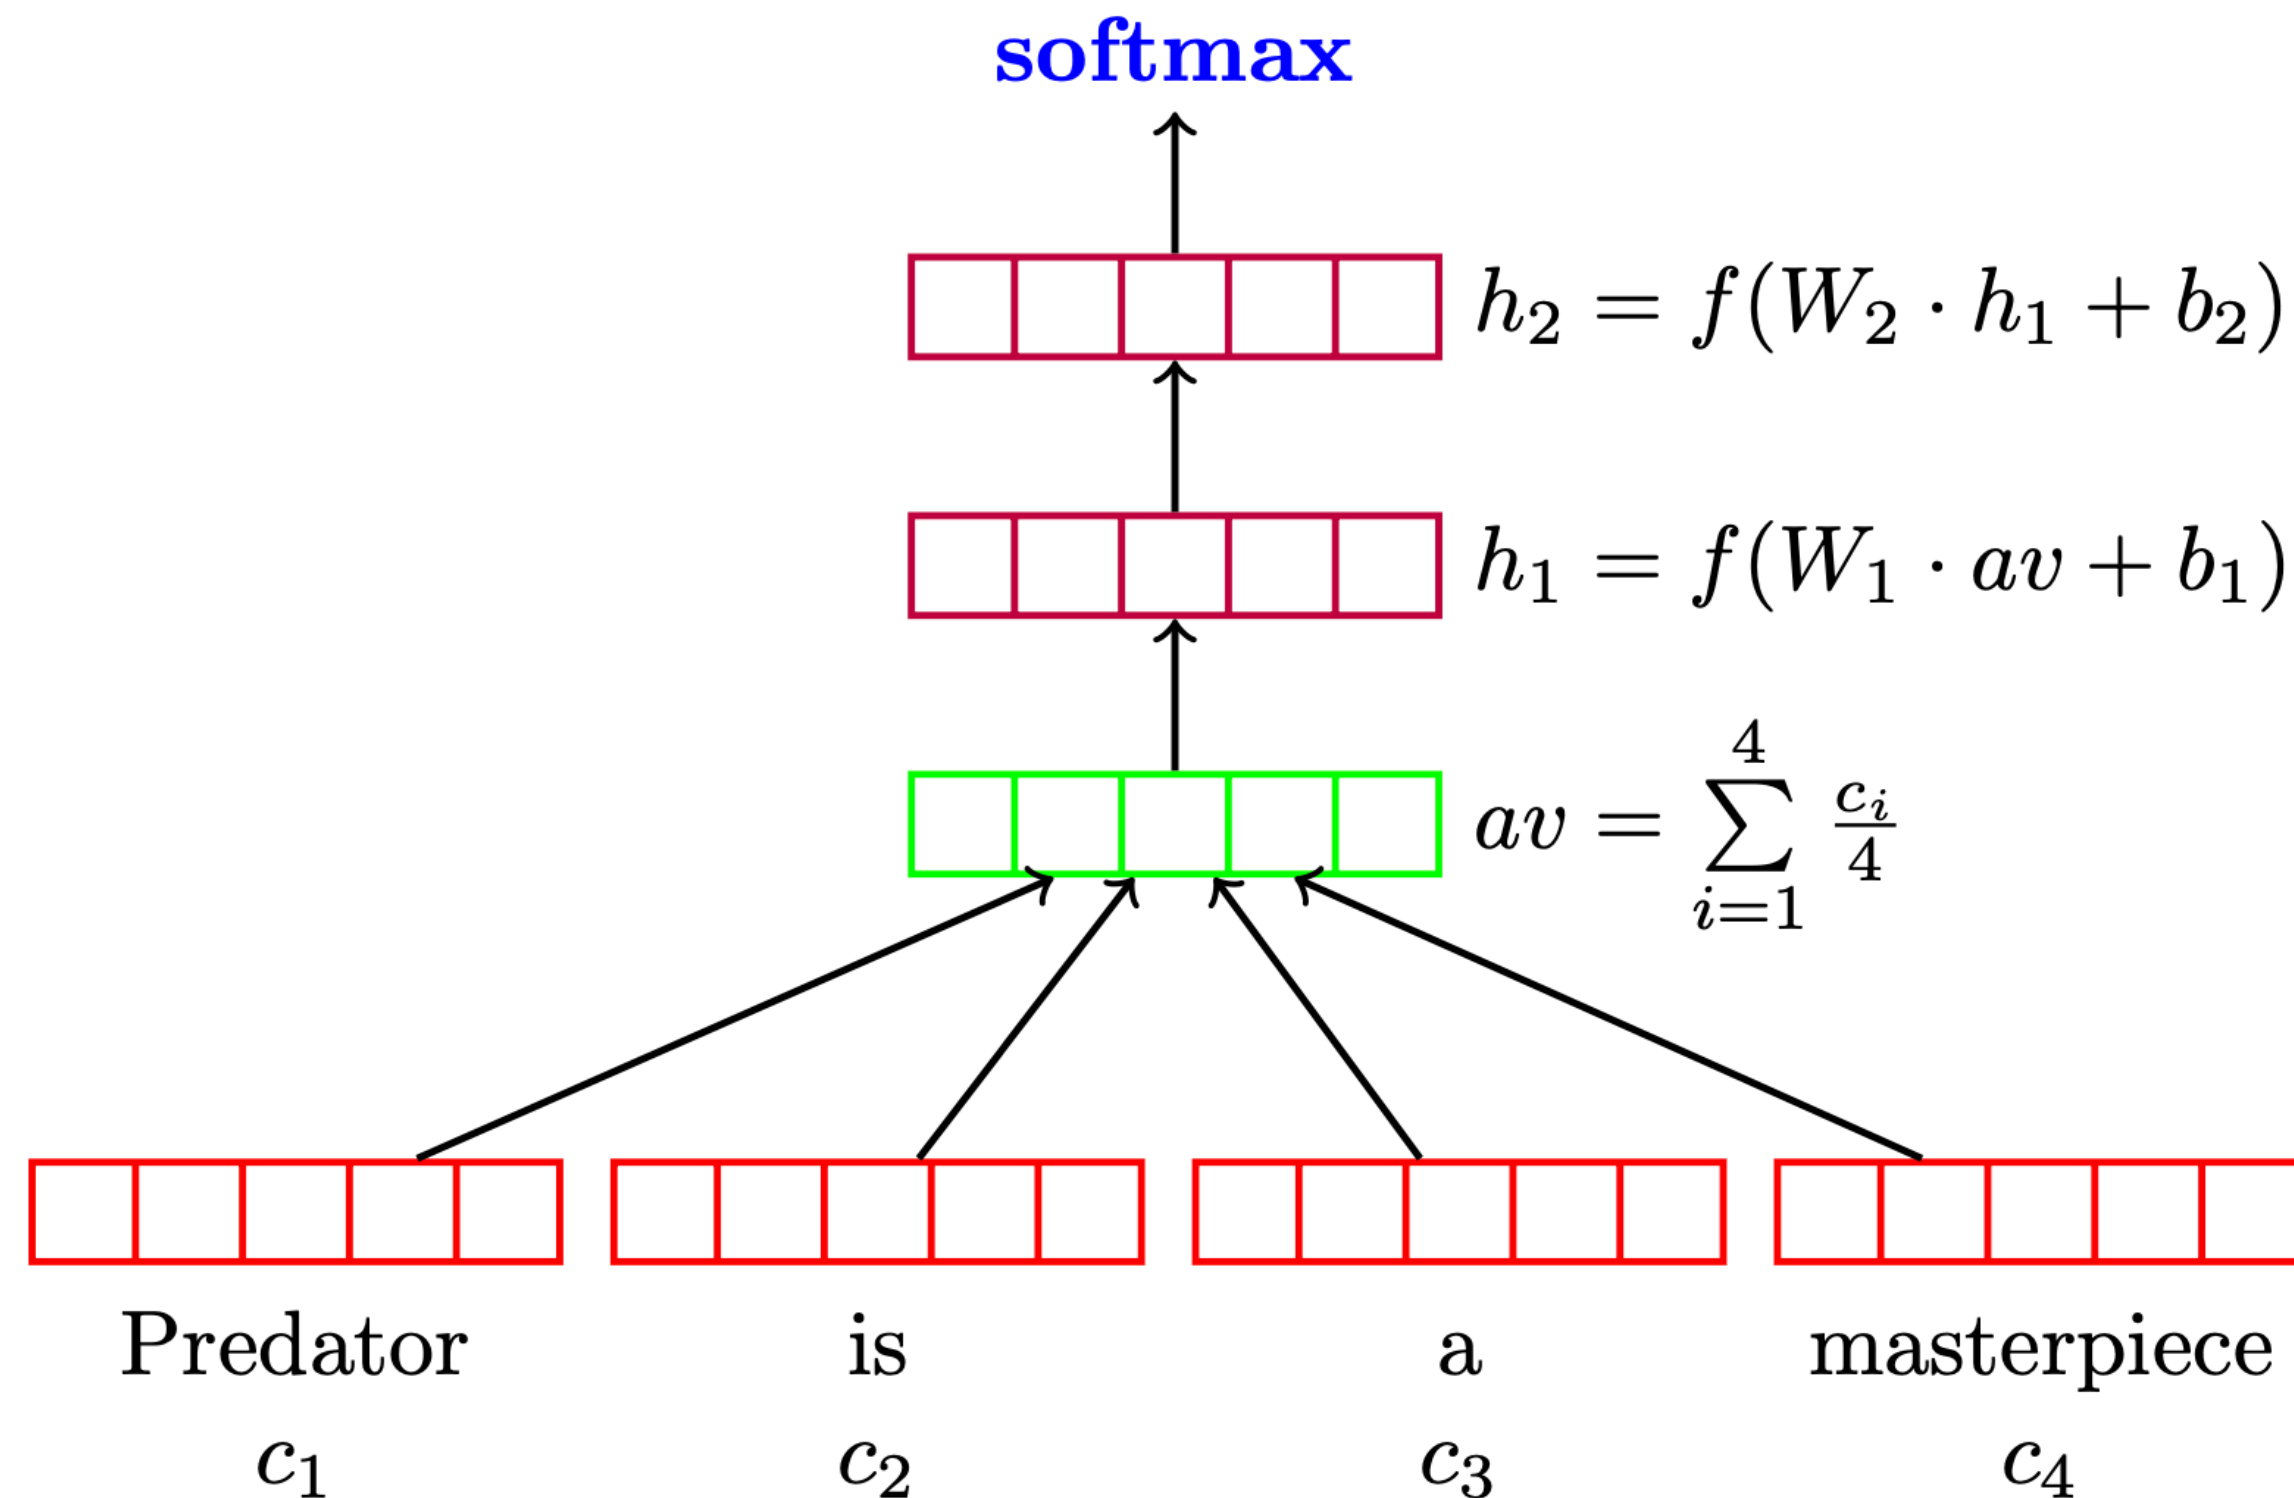 softmax
h₂ = f(W₂ · h₁ + b₂)
h₁ = f(W₁ · av + b₁)
av = ∑_{i=1}^{4} c_i/4
Predator is a masterpiece
c₁ c₂ c₃ c₄